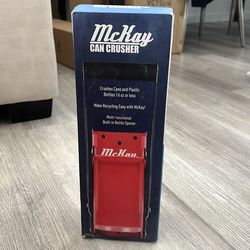 McKay
CAN CRUSHER
Crushes Cans and Plastic
Bottles 16 oz or less
Make Recycling Easy with McKay!
Multi-functional:
Built-in Bottle Opener
McKay